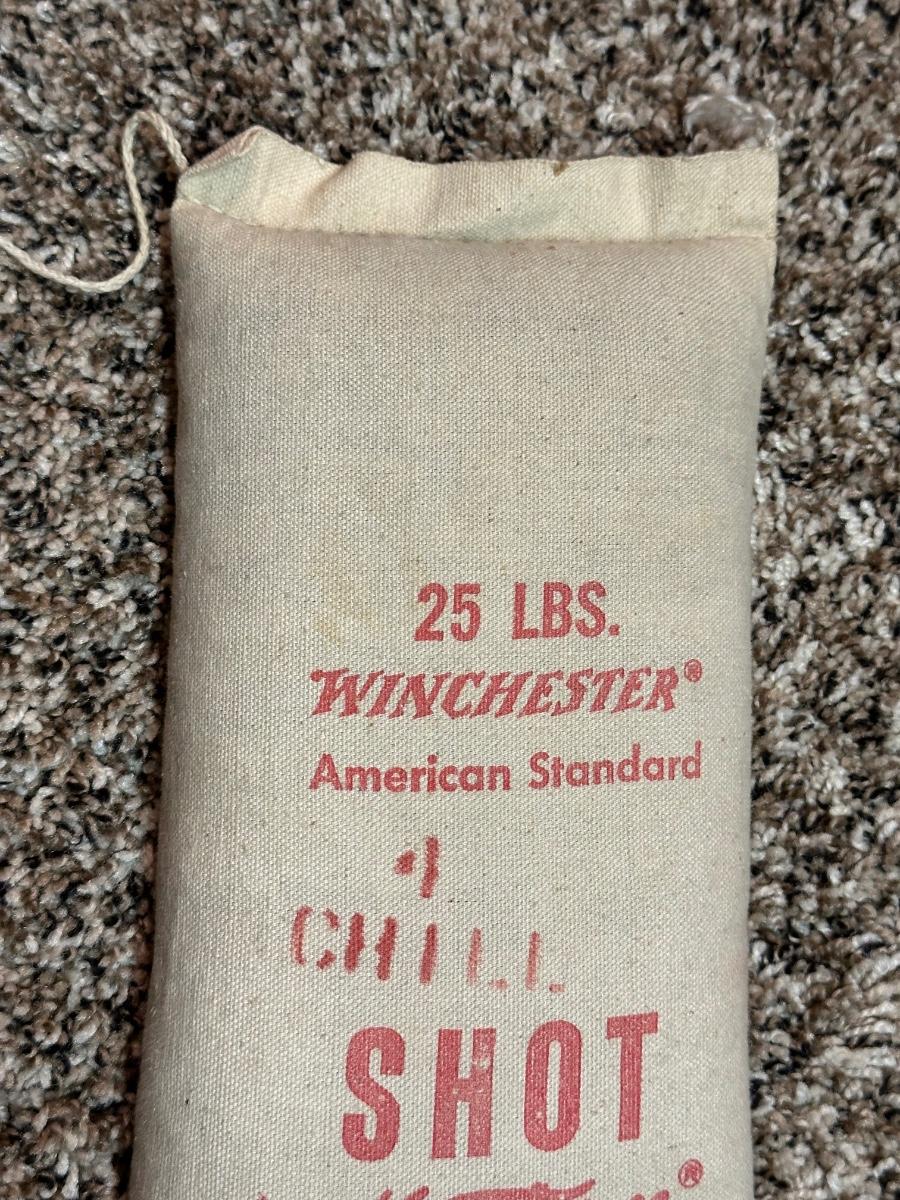 25 LBS.
WINCHESTER®
American Standard
4
CHILL
SHOT
®